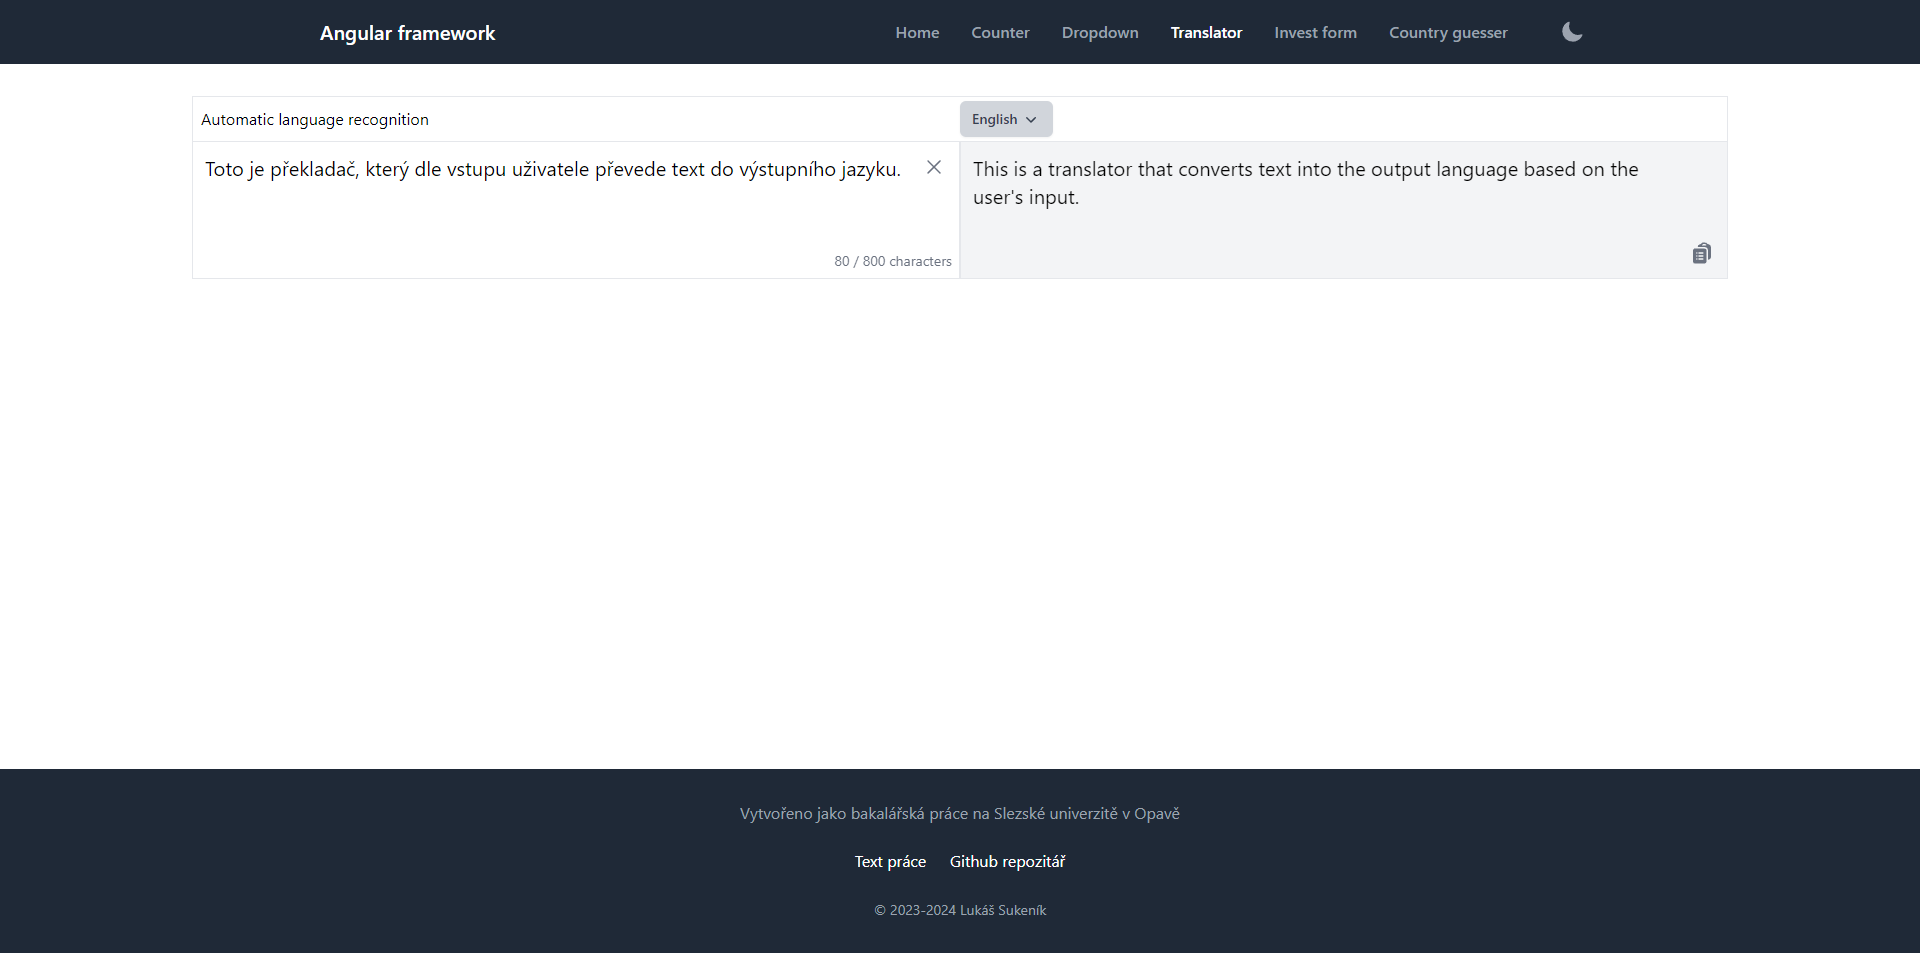 Angular framework
Home
Counter
Dropdown
Translator
Invest form
Country guesser
Automatic language recognition
English
Toto je překladač, který dle vstupu uživatele převede text do výstupního jazyku.
80 / 800 characters
This is a translator that converts text into the output language based on the
user's input.
Vytvořeno jako bakalářská práce na Slezské univerzitě v Opavě
Text práce
Github repozitář
© 2023-2024 Lukáš Sukeník